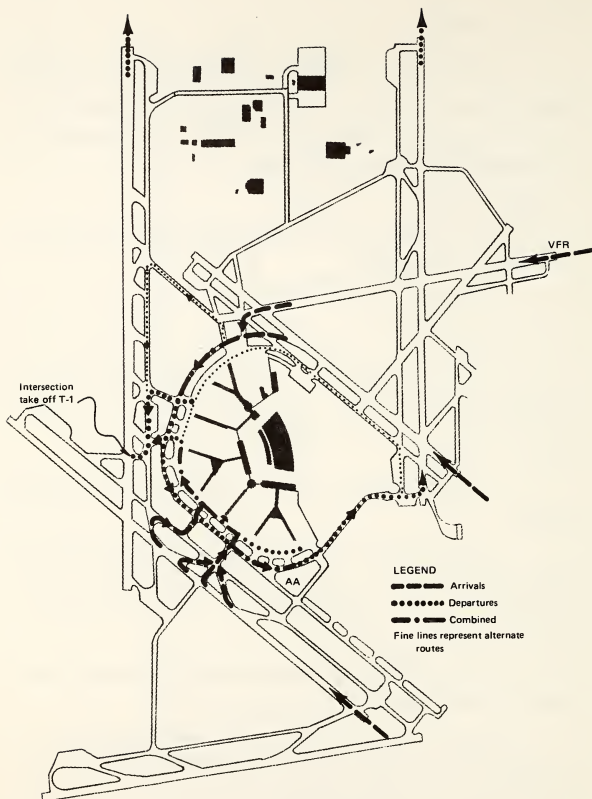 VFR
Intersection
take off T-1
AA
LEGEND
Arrivals
Departures
Combined
Fine lines represent alternate
routes